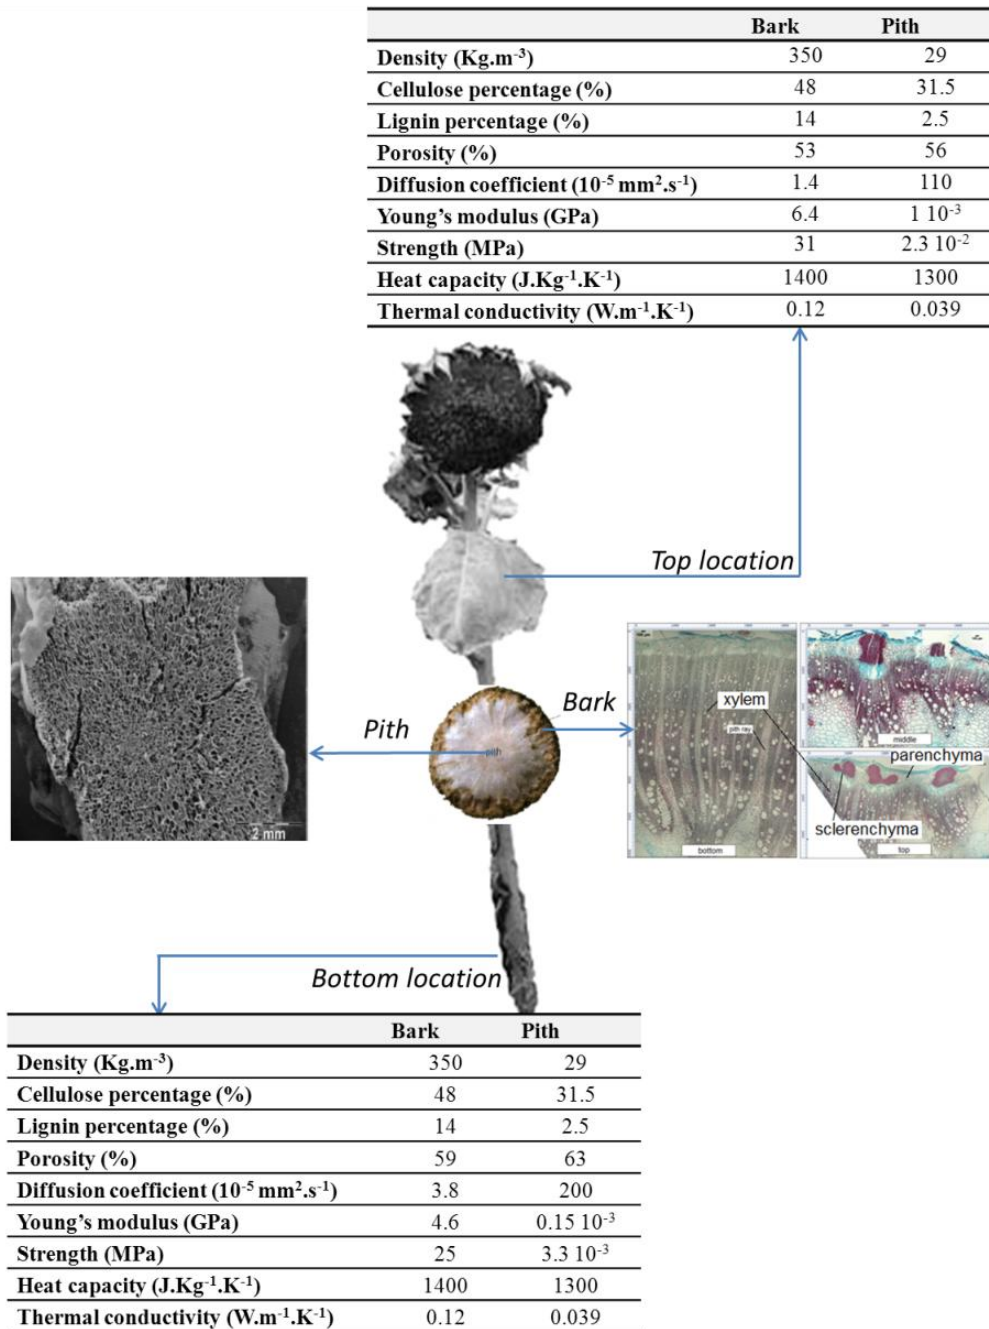 Bark Pith
Density (Kg.m⁻³) 350 29
Cellulose percentage (%) 48 31.5
Lignin percentage (%) 14 2.5
Porosity (%) 53 56
Diffusion coefficient (10⁻⁵ mm².s⁻¹) 1.4 110
Young's modulus (GPa) 6.4 1 10⁻³
Strength (MPa) 31 2.3 10⁻²
Heat capacity (J.Kg⁻¹.K⁻¹) 1400 1300
Thermal conductivity (W.m⁻¹.K⁻¹) 0.12 0.039
Top location
Pith
pith
Bark
2 mm
xylem
pith ray
bottom
middle
parenchyma
sclerenchyma
top
Bottom location
Bark Pith
Density (Kg.m⁻³) 350 29
Cellulose percentage (%) 48 31.5
Lignin percentage (%) 14 2.5
Porosity (%) 59 63
Diffusion coefficient (10⁻⁵ mm².s⁻¹) 3.8 200
Young's modulus (GPa) 4.6 0.15 10⁻³
Strength (MPa) 25 3.3 10⁻³
Heat capacity (J.Kg⁻¹.K⁻¹) 1400 1300
Thermal conductivity (W.m⁻¹.K⁻¹) 0.12 0.039